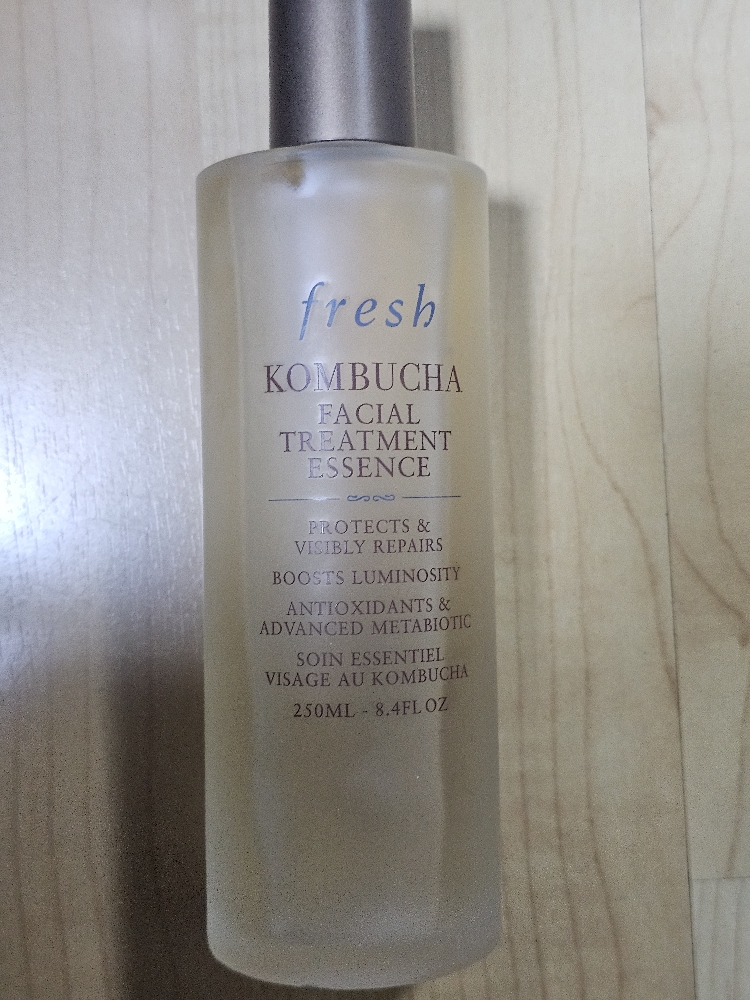 fresh
KOMBUCHA
FACIAL
TREATMENT
ESSENCE
PROTECTS &
VISIBLY REPAIRS
BOOSTS LUMINOSITY
ANTIOXIDANTS &
ADVANCED METABIOTIC
SOIN ESSENTIEL
VISAGE AU KOMBUCHA
250ML - 8.4FL OZ